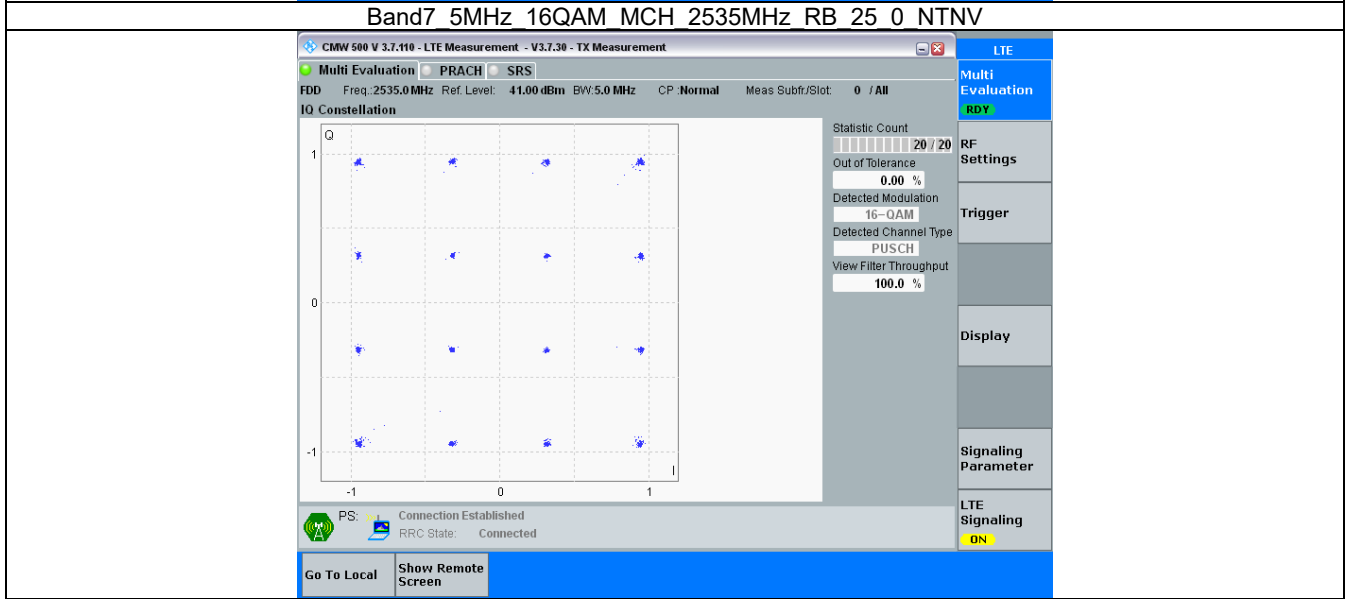 Band7_5MHz_16QAM_MCH_2535MHz_RB_25_0_NTNV
CMW 500 V 3.7.110 - LTE Measurement - V3.7.30 - TX Measurement
LTE
Multi Evaluation PRACH SRS
Multi
Evaluation
RDY
FDD Freq.:2535.0 MHz Ref. Level: 41.00 dBm BW:5.0 MHz CP :Normal Meas Subfr/Slot: 0 / All
IQ Constellation
Q
1
0
-1
I
-1 0 1
Statistic Count
20 / 20
Out of Tolerance
0.00 %
Detected Modulation
16-QAM
Detected Channel Type
PUSCH
View Filter Throughput
100.0 %
RF
Settings
Trigger
Display
Signaling
Parameter
LTE
Signaling
ON
PS: Connection Established
RRC State: Connected
Go To Local
Show Remote
Screen